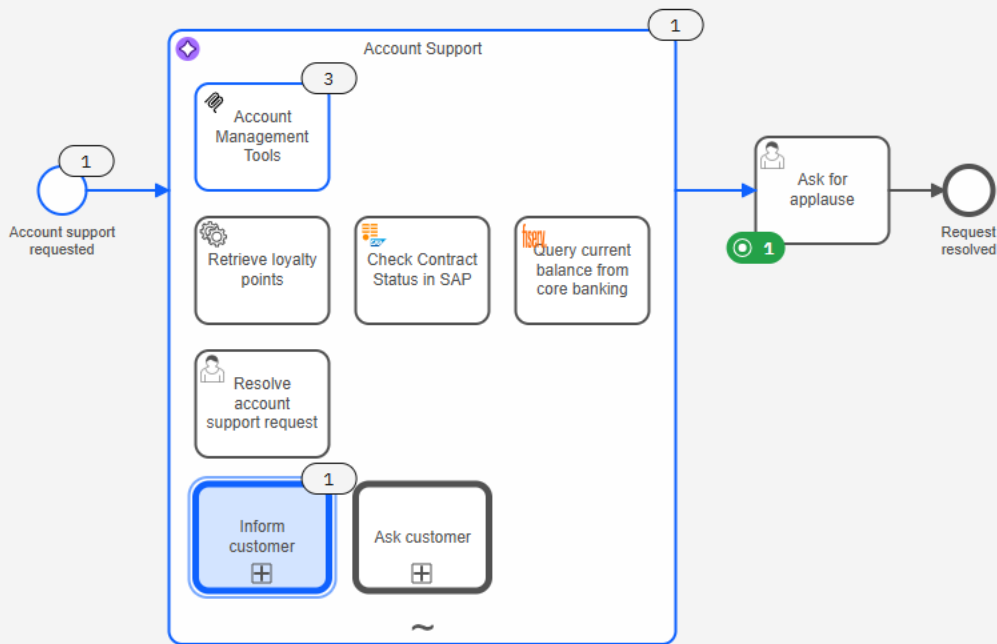 1
Account Support
3
Account
Management
Tools
1
Account support
requested
Ask for
applause
Request
resolved
1
Retrieve loyalty
points
SAP
Check Contract
Status in SAP
fiserv
Query current
balance from
core banking
Resolve
account
support request
1
Inform
customer
Ask customer